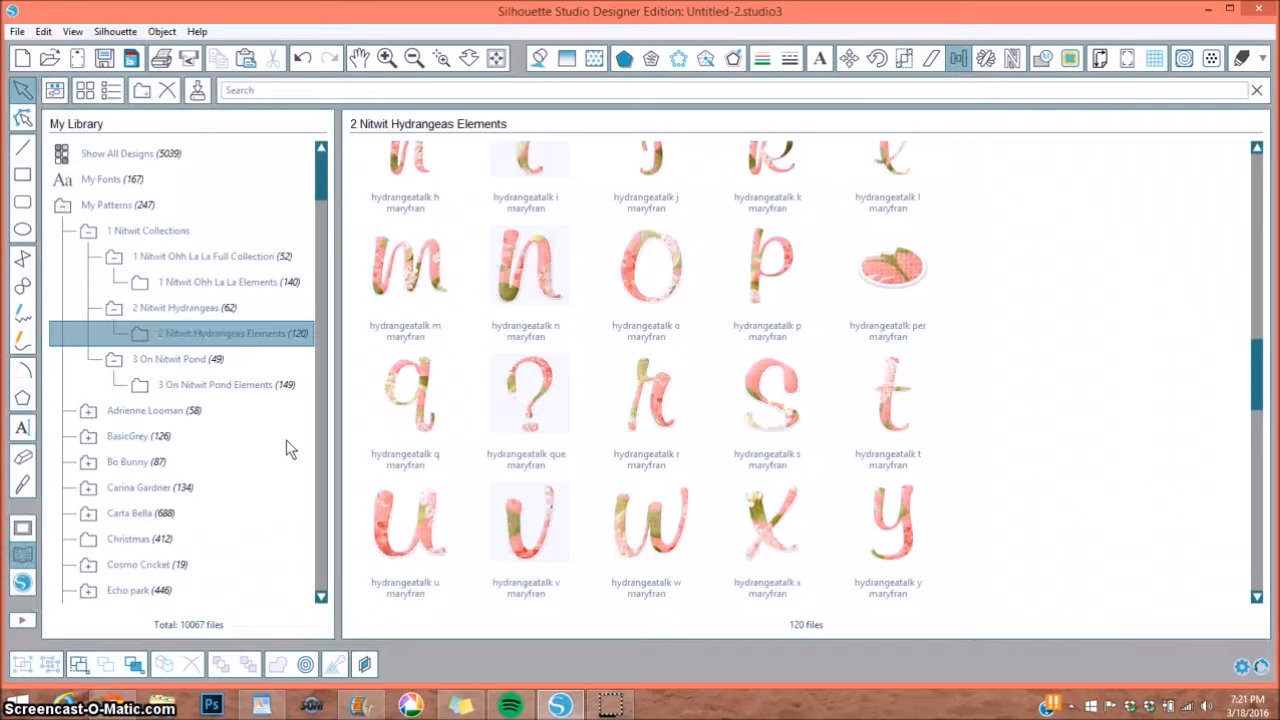 Silhouette Studio Designer Edition: Untitled-2.studio3
File Edit View Silhouette Object Help
Search
My Library
Show All Designs (5039)
Aa My Fonts (167)
My Patterns (247)
1 Nitwit Collections
1 Nitwit Ohh La La Full Collection (52)
1 Nitwit Ohh La La Elements (140)
2 Nitwit Hydrangeas (62)
2 Nitwit Hydrangeas Elements (120)
3 On Nitwit Pond (49)
3 On Nitwit Pond Elements (149)
Adrienne Looman (58)
BasicGrey (126)
Bo Bunny (87)
Carina Gardner (134)
Carta Bella (688)
Christmas (412)
Cosmo Cricket (19)
Echo park (446)
Total: 10067 files
2 Nitwit Hydrangeas Elements
h i j k l
hydrangeatalk h hydrangeatalk i hydrangeatalk j hydrangeatalk k hydrangeatalk l
maryfran maryfran maryfran maryfran maryfran
m n o p
hydrangeatalk m hydrangeatalk n hydrangeatalk o hydrangeatalk p hydrangeatalk per
maryfran maryfran maryfran maryfran maryfran
q ? r s t
hydrangeatalk q hydrangeatalk que hydrangeatalk r hydrangeatalk s hydrangeatalk t
maryfran maryfran maryfran maryfran maryfran
u v w x y
hydrangeatalk u hydrangeatalk v hydrangeatalk w hydrangeatalk x hydrangeatalk y
maryfran maryfran maryfran maryfran maryfran
120 files
Screencast-O-Matic.com
Ps
7:21 PM
3/18/2016